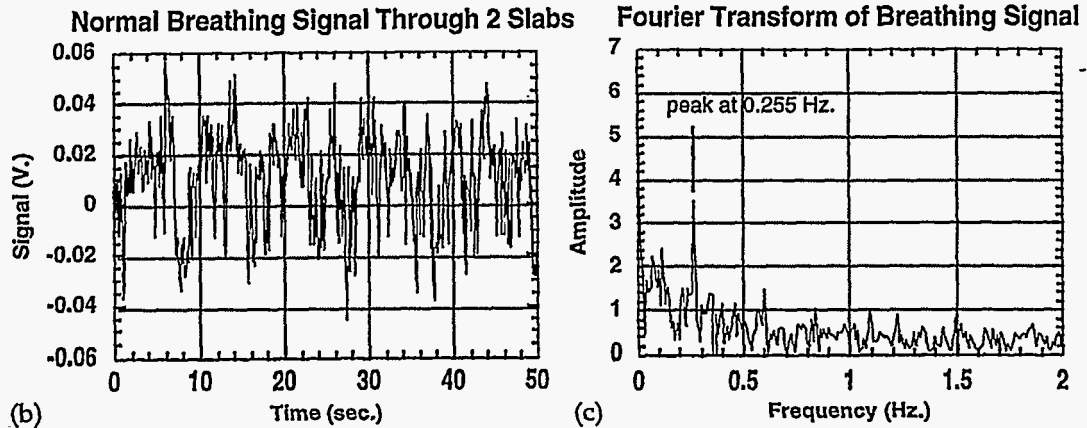 Normal Breathing Signal Through 2 Slabs
Signal (V.)
0.06
0.04
0.02
0
-0.02
-0.04
-0.06
0 10 20 30 40 50
Time (sec.)
(b)
Fourier Transform of Breathing Signal
Amplitude
7
6
5
4
3
2
1
0
peak at 0.255 Hz.
0 0.5 1 1.5 2
Frequency (Hz.)
(c)